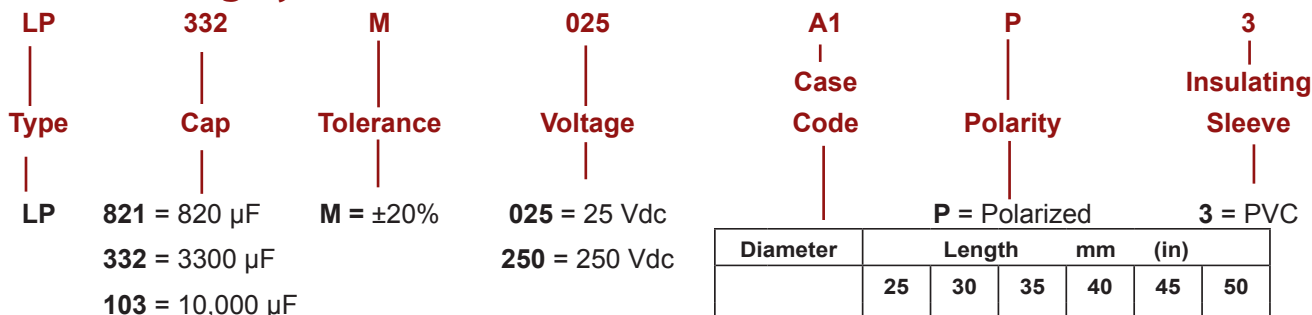 LP 332 M 025 A1 P 3
Case Insulating
Type Cap Tolerance Voltage Code Polarity Sleeve
LP 821 = 820 µF M = ±20% 025 = 25 Vdc P = Polarized 3 = PVC
332 = 3300 µF 250 = 250 Vdc
Diameter Length mm (in)
25 30 35 40 45 50
103 = 10,000 µF